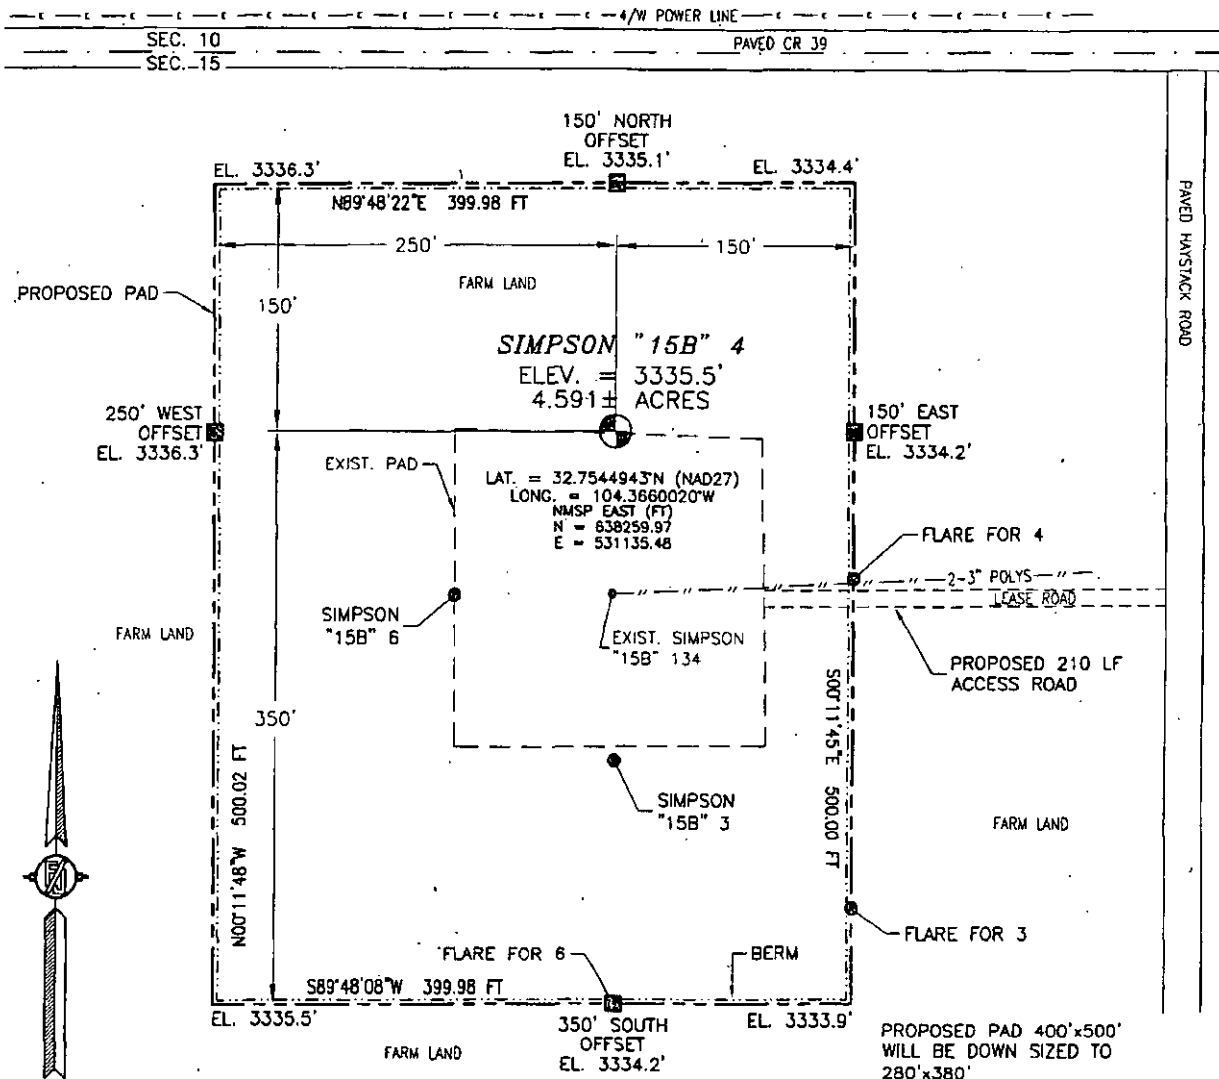 4/W POWER LINE
SEC. 10
PAVED CR 39
SEC. 15
150' NORTH
OFFSET
EL. 3335.1'
EL. 3336.3'
EL. 3334.4'
N89°48'22"E 399.98 FT
250'
150'
PAVED HAYSTACK ROAD
FARM LAND
PROPOSED PAD
150'
SIMPSON "15B" 4
ELEV. = 3335.5'
4.591± ACRES
250' WEST
OFFSET
EL. 3336.3'
150' EAST
OFFSET
EL. 3334.2'
EXIST. PAD
LAT. = 32.7544943°N (NAD27)
LONG. = 104.3660020°W
NMSP EAST (FT)
N = 638259.97
E = 531135.48
FLARE FOR 4
2-3" POLYS
LEASE ROAD
SIMPSON
"15B" 6
FARM LAND
EXIST. SIMPSON
"15B" 134
PROPOSED 210 LF
ACCESS ROAD
350'
S00°11'45"E 500.00 FT
N00°11'48"W 500.02 FT
SIMPSON
"15B" 3
FARM LAND
FLARE FOR 3
FLARE FOR 6
BERM
S89°48'08"W 399.98 FT
EL. 3335.5'
350' SOUTH
OFFSET
EL. 3334.2'
EL. 3333.9'
FARM LAND
PROPOSED PAD 400'x500'
WILL BE DOWN SIZED TO
280'x380'